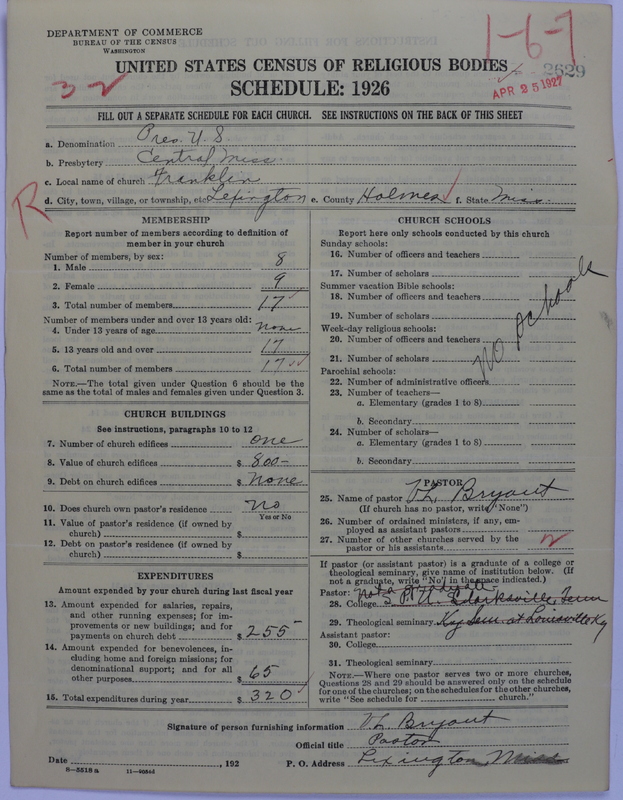 DEPARTMENT OF COMMERCE
BUREAU OF THE CENSUS
WASHINGTON
1-6-7
UNITED STATES CENSUS OF RELIGIOUS BODIES
2529
32
SCHEDULE: 1926
APR 25 1927
FILL OUT A SEPARATE SCHEDULE FOR EACH CHURCH. SEE INSTRUCTIONS ON THE BACK OF THIS SHEET
a. Denomination Pres. U. S.
b. Presbytery Central Miss.
c. Local name of church Franklin
d. City, town, village, or township, etc Lexington e. County Holmes f. State Miss.
R
MEMBERSHIP
Report number of members according to definition of
member in your church
Number of members, by sex:
1. Male 8
2. Female 9
3. Total number of members 17
Number of members under and over 13 years old:
4. Under 13 years of age none
5. 13 years old and over 17
6. Total number of members 17
NOTE.—The total given under Question 6 should be the
same as the total of males and females given under Question 3.
CHURCH BUILDINGS
See instructions, paragraphs 10 to 12
7. Number of church edifices one
8. Value of church edifices $ 800-
9. Debt on church edifices $ none
10. Does church own pastor's residence no
Yes or No
11. Value of pastor's residence (if owned by
church) $
12. Debt on pastor's residence (if owned by
church) $
EXPENDITURES
Amount expended by your church during last fiscal year
13. Amount expended for salaries, repairs,
and other running expenses; for im-
provements or new buildings; and for
payments on church debt $ 255
14. Amount expended for benevolences, in-
cluding home and foreign missions; for
denominational support; and for all
other purposes $ 65
15. Total expenditures during year $ 320
CHURCH SCHOOLS
Report here only schools conducted by this church
Sunday schools:
16. Number of officers and teachers
17. Number of scholars
Summer vacation Bible schools:
18. Number of officers and teachers
19. Number of scholars
Week-day religious schools:
20. Number of officers and teachers
21. Number of scholars
No schools
Parochial schools:
22. Number of administrative officers
23. Number of teachers—
a. Elementary (grades 1 to 8)
b. Secondary
24. Number of scholars—
a. Elementary (grades 1 to 8)
b. Secondary
PASTOR
25. Name of pastor T. L. Bryant
(If church has no pastor, write "None")
26. Number of ordained ministers, if any, em-
ployed as assistant pastors
27. Number of other churches served by the
pastor or his assistants 2
If pastor (or assistant pastor) is a graduate of a college or
theological seminary, give name of institution below. (If
not a graduate, write "No" in the space indicated.)
Pastor: not a graduate
28. College S. P. U. Clarksville, Tenn
29. Theological seminary Ky Sem. at Louisville Ky
Assistant pastor:
30. College
31. Theological seminary
NOTE.—Where one pastor serves two or more churches,
Questions 28 and 29 should be answered only on the schedule
for one of the churches; on the schedules for the other churches,
write "See schedule for church."
Signature of person furnishing information T. L. Bryant
Official title Pastor
Date , 192 P. O. Address Lexington, Miss
8-5518 a